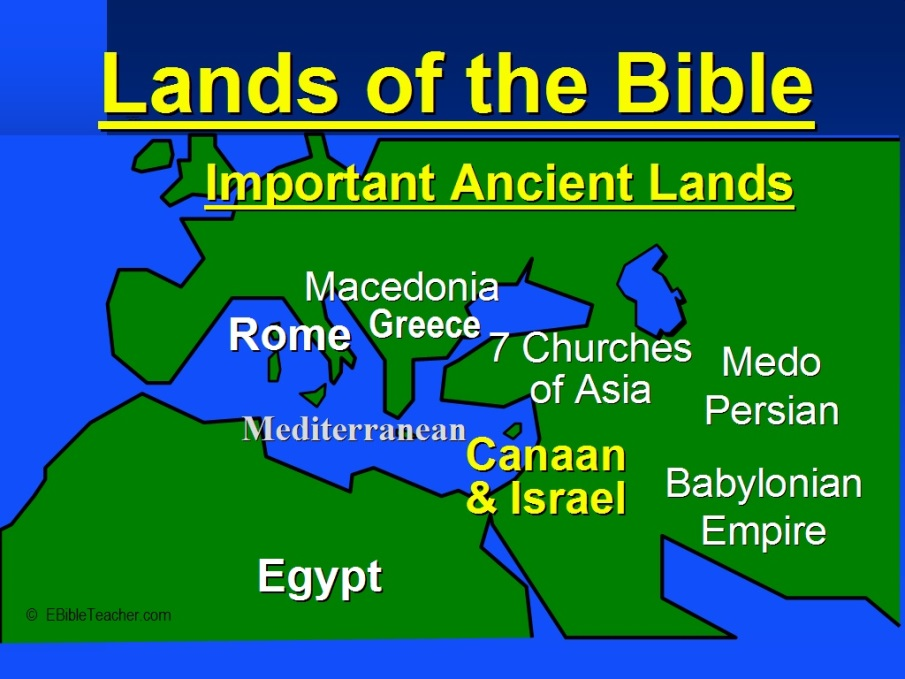 Lands of the Bible
Important Ancient Lands
Macedonia
Rome
Greece
7 Churches
of Asia
Medo
Persian
Mediterranean
Canaan
& Israel
Babylonian
Empire
Egypt
© EBibleTeacher.com